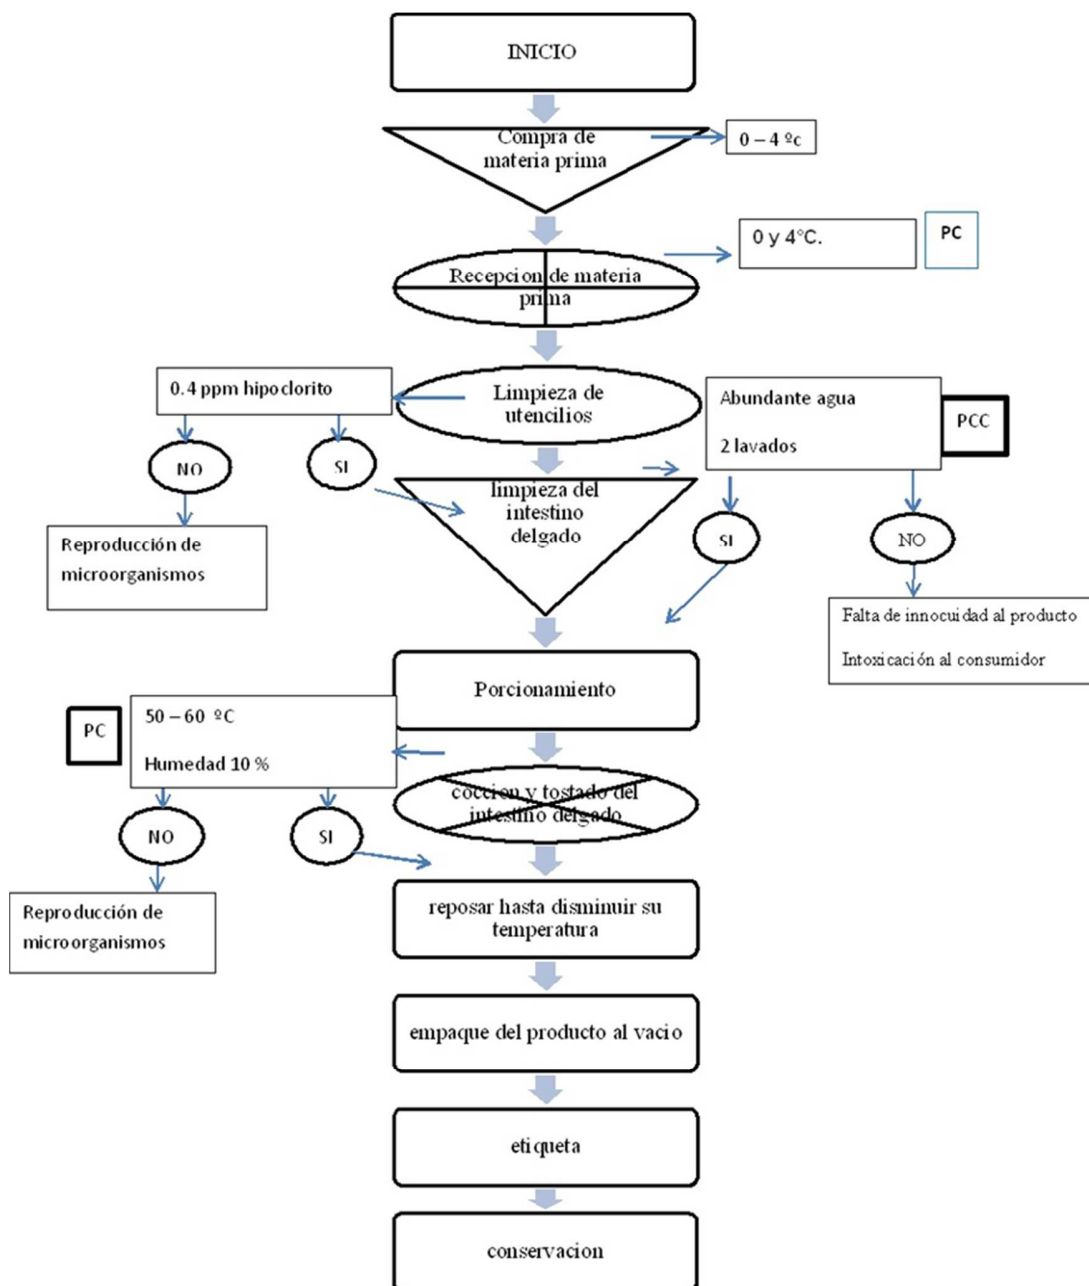 INICIO
Compra de
materia prima
0 – 4 ºc
0 y 4°C.
PC
Recepcion de materia
prima
0.4 ppm hipoclorito
Limpieza de
utencilios
Abundante agua
2 lavados
PCC
NO
SI
limpieza del
intestino
delgado
SI
NO
Reproducción de
microorganismos
Falta de innocuidad al producto
Intoxicación al consumidor
Porcionamiento
PC
50 – 60 ºC
Humedad 10 %
coccion y tostado del
intestino delgado
NO
SI
Reproducción de
microorganismos
reposar hasta disminuir su
temperatura
empaque del producto al vacio
etiqueta
conservacion